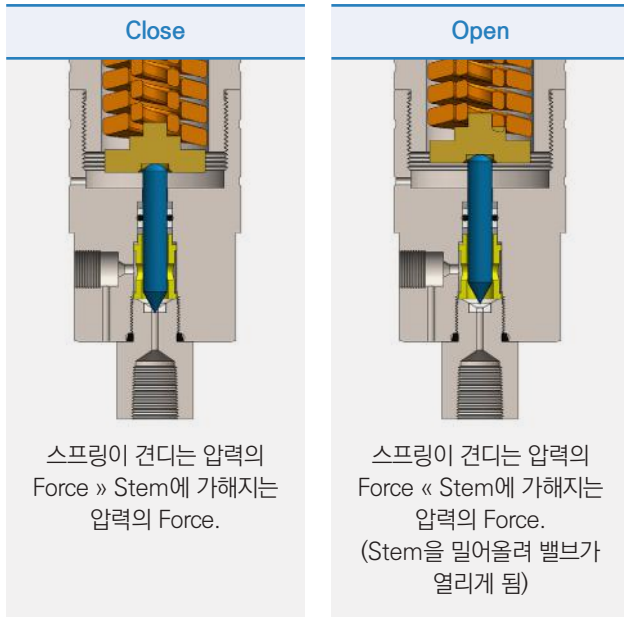 Close
스프링이 견디는 압력의
Force » Stem에 가해지는
압력의 Force.
Open
스프링이 견디는 압력의
Force « Stem에 가해지는
압력의 Force.
(Stem을 밀어올려 밸브가
열리게 됨)